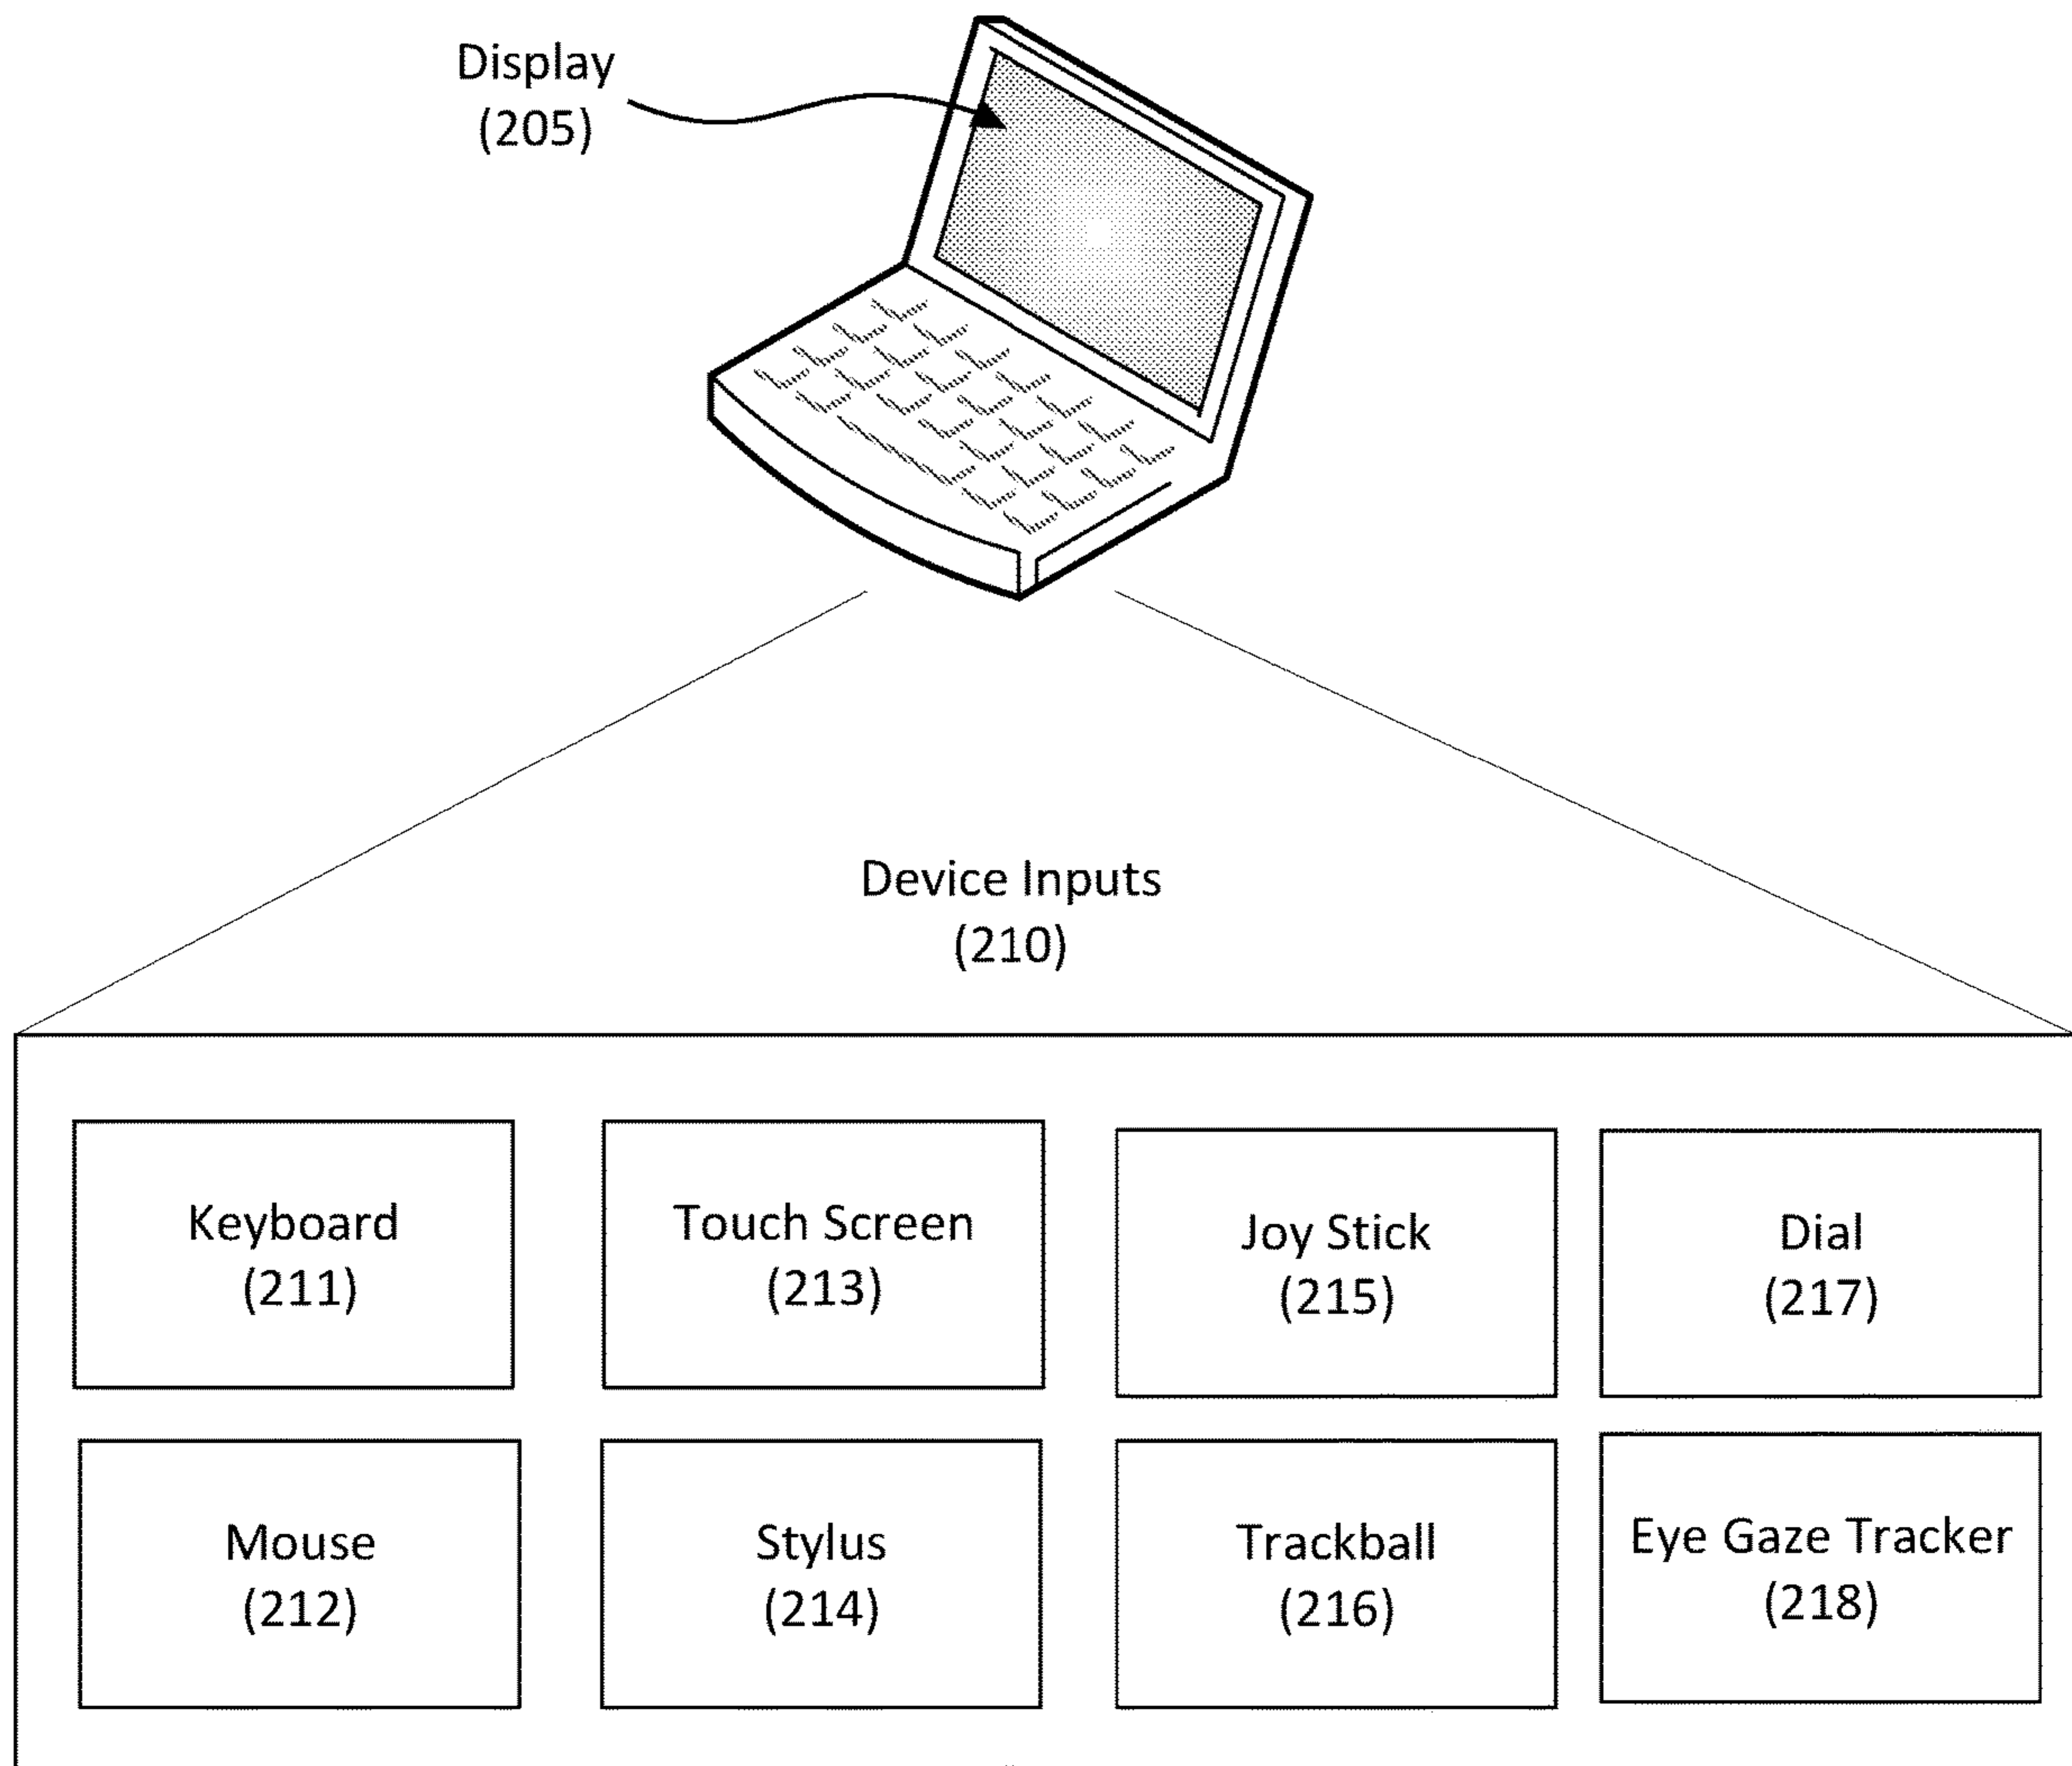 Display
(205)
Device Inputs
(210)
Keyboard
(211)
Touch Screen
(213)
Joy Stick
(215)
Dial
(217)
Mouse
(212)
Stylus
(214)
Trackball
(216)
Eye Gaze Tracker
(218)